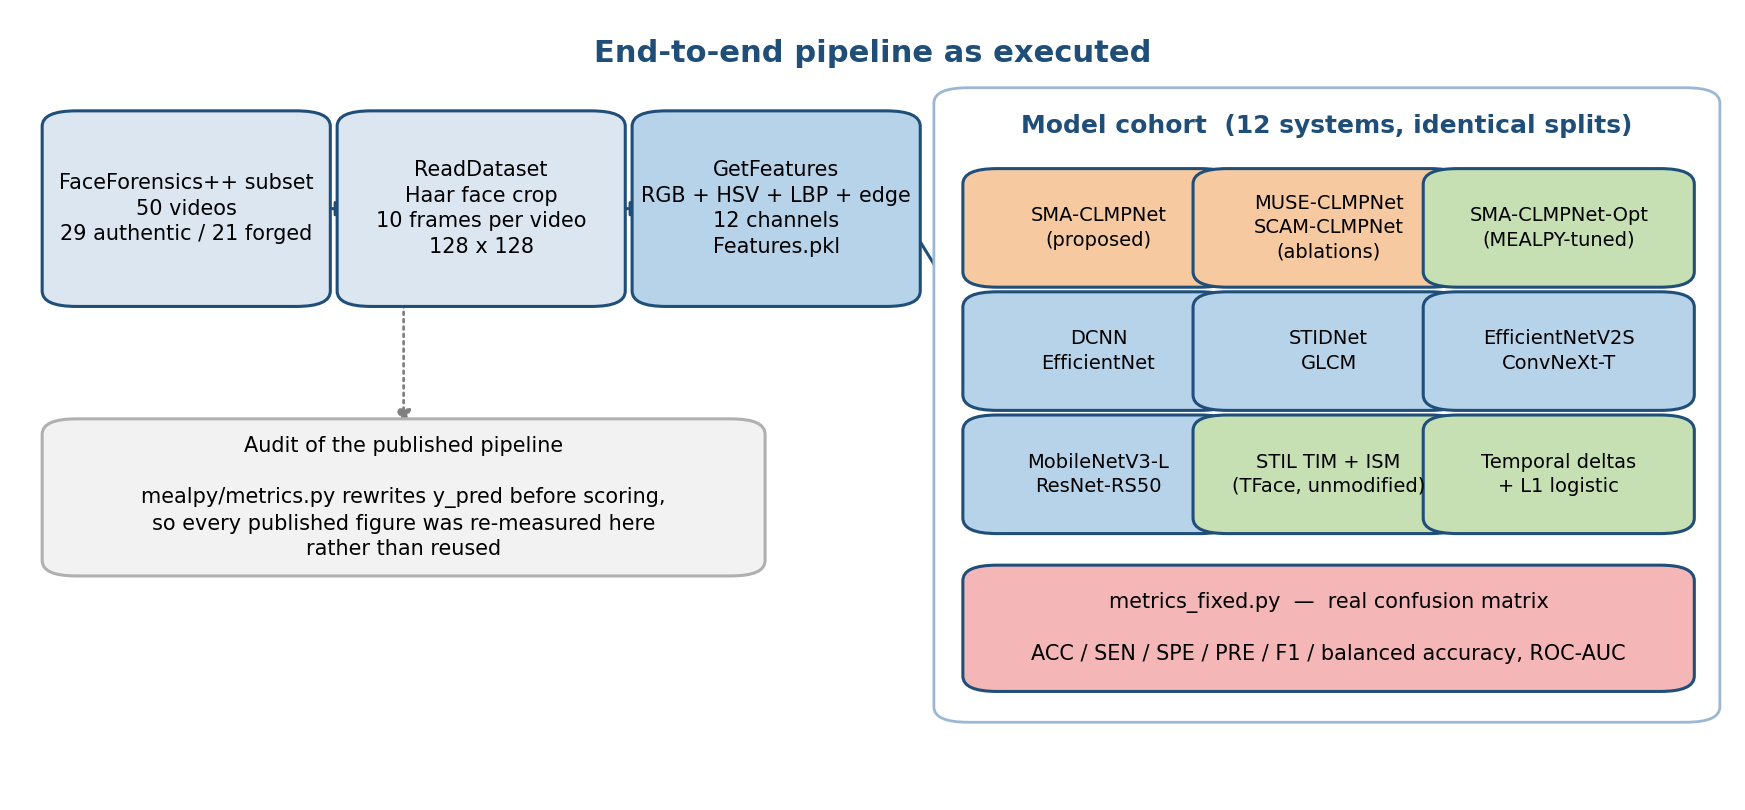 End-to-end pipeline as executed
FaceForensics++ subset
50 videos
29 authentic / 21 forged
ReadDataset
Haar face crop
10 frames per video
128 x 128
GetFeatures
RGB + HSV + LBP + edge
12 channels
Features.pkl
Audit of the published pipeline
mealpy/metrics.py rewrites y_pred before scoring,
so every published figure was re-measured here
rather than reused
Model cohort (12 systems, identical splits)
SMA-CLMPNet
(proposed)
MUSE-CLMPNet
SCAM-CLMPNet
(ablations)
SMA-CLMPNet-Opt
(MEALPY-tuned)
DCNN
EfficientNet
STIDNet
GLCM
EfficientNetV2S
ConvNeXt-T
MobileNetV3-L
ResNet-RS50
STIL TIM + ISM
(TFace, unmodified)
Temporal deltas
+ L1 logistic
metrics_fixed.py — real confusion matrix
ACC / SEN / SPE / PRE / F1 / balanced accuracy, ROC-AUC